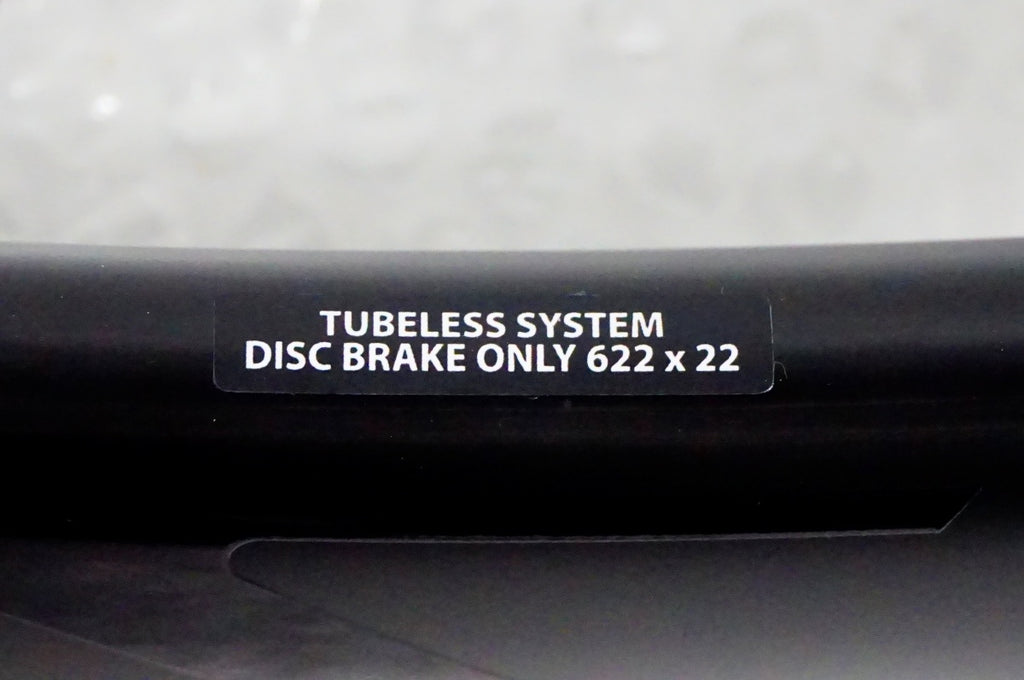 TUBELESS SYSTEM
DISC BRAKE ONLY 622 x 22